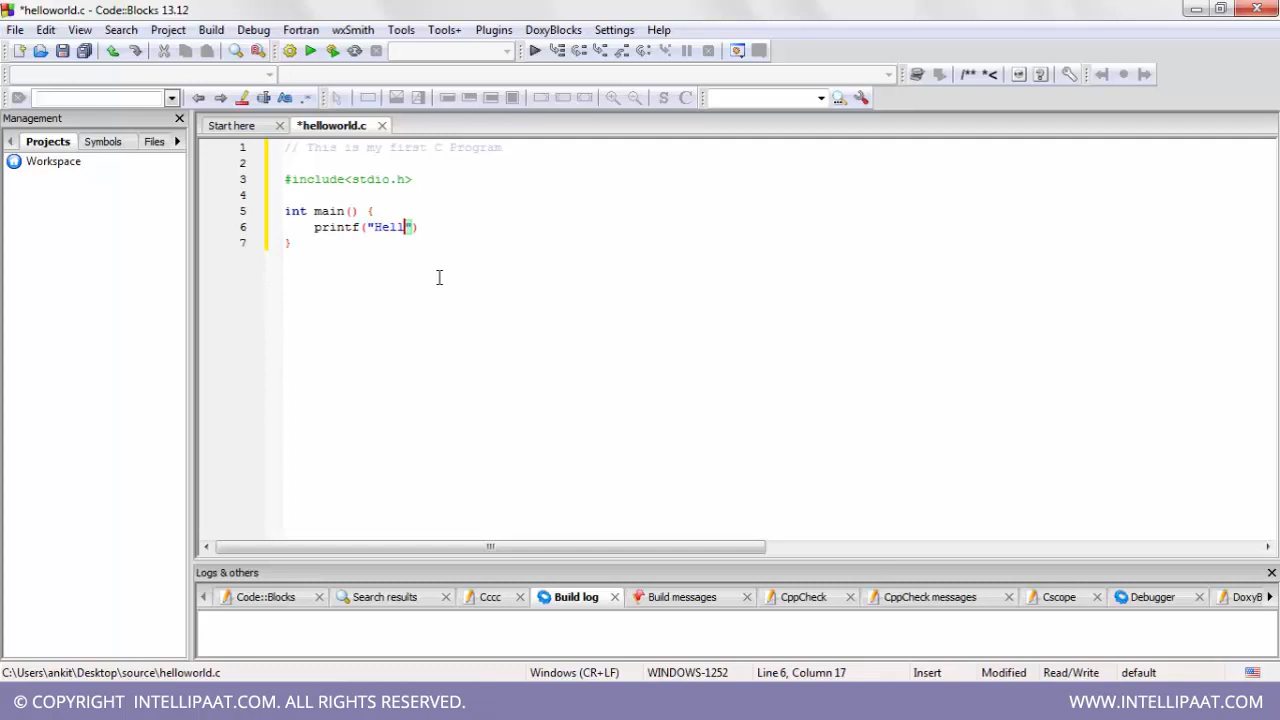 *helloworld.c - Code::Blocks 13.12
File Edit View Search Project Build Debug Fortran wxSmith Tools Tools+ Plugins DoxyBlocks Settings Help
/** *<
Aa .*
S C
Management
Projects Symbols Files
Workspace
Start here *helloworld.c
1 // This is my first C Program
2
3 #include<stdio.h>
4
5 int main() {
6 printf("Hell")
7 }
Logs & others
Code::Blocks Search results Cccc Build log Build messages CppCheck CppCheck messages Cscope Debugger DoxyB
C:\Users\ankit\Desktop\source\helloworld.c Windows (CR+LF) WINDOWS-1252 Line 6, Column 17 Insert Modified Read/Write default
© COPYRIGHT INTELLIPAAT.COM. ALL RIGHTS RESERVED. WWW.INTELLIPAAT.COM